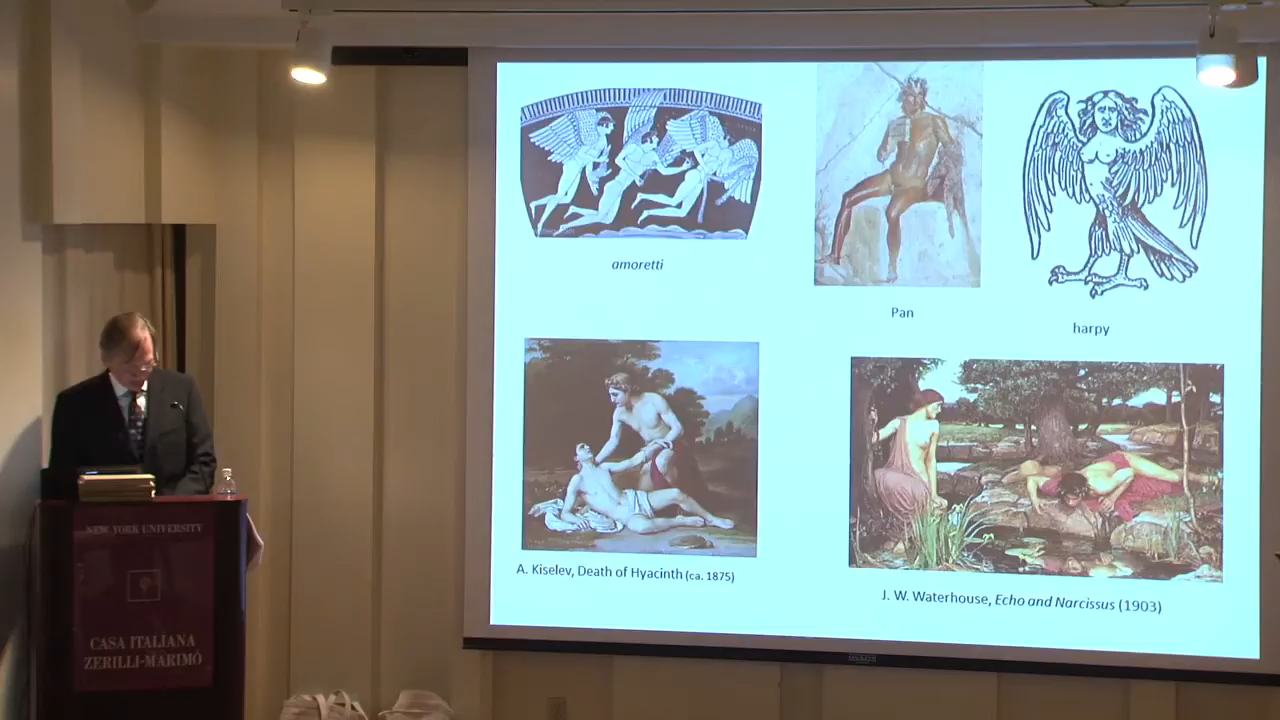 amoretti
Pan
harpy
A. Kiselev, Death of Hyacinth (ca. 1875)
J. W. Waterhouse, Echo and Narcissus (1903)
NEW YORK UNIVERSITY
CASA ITALIANA
ZERILLI-MARIMÒ